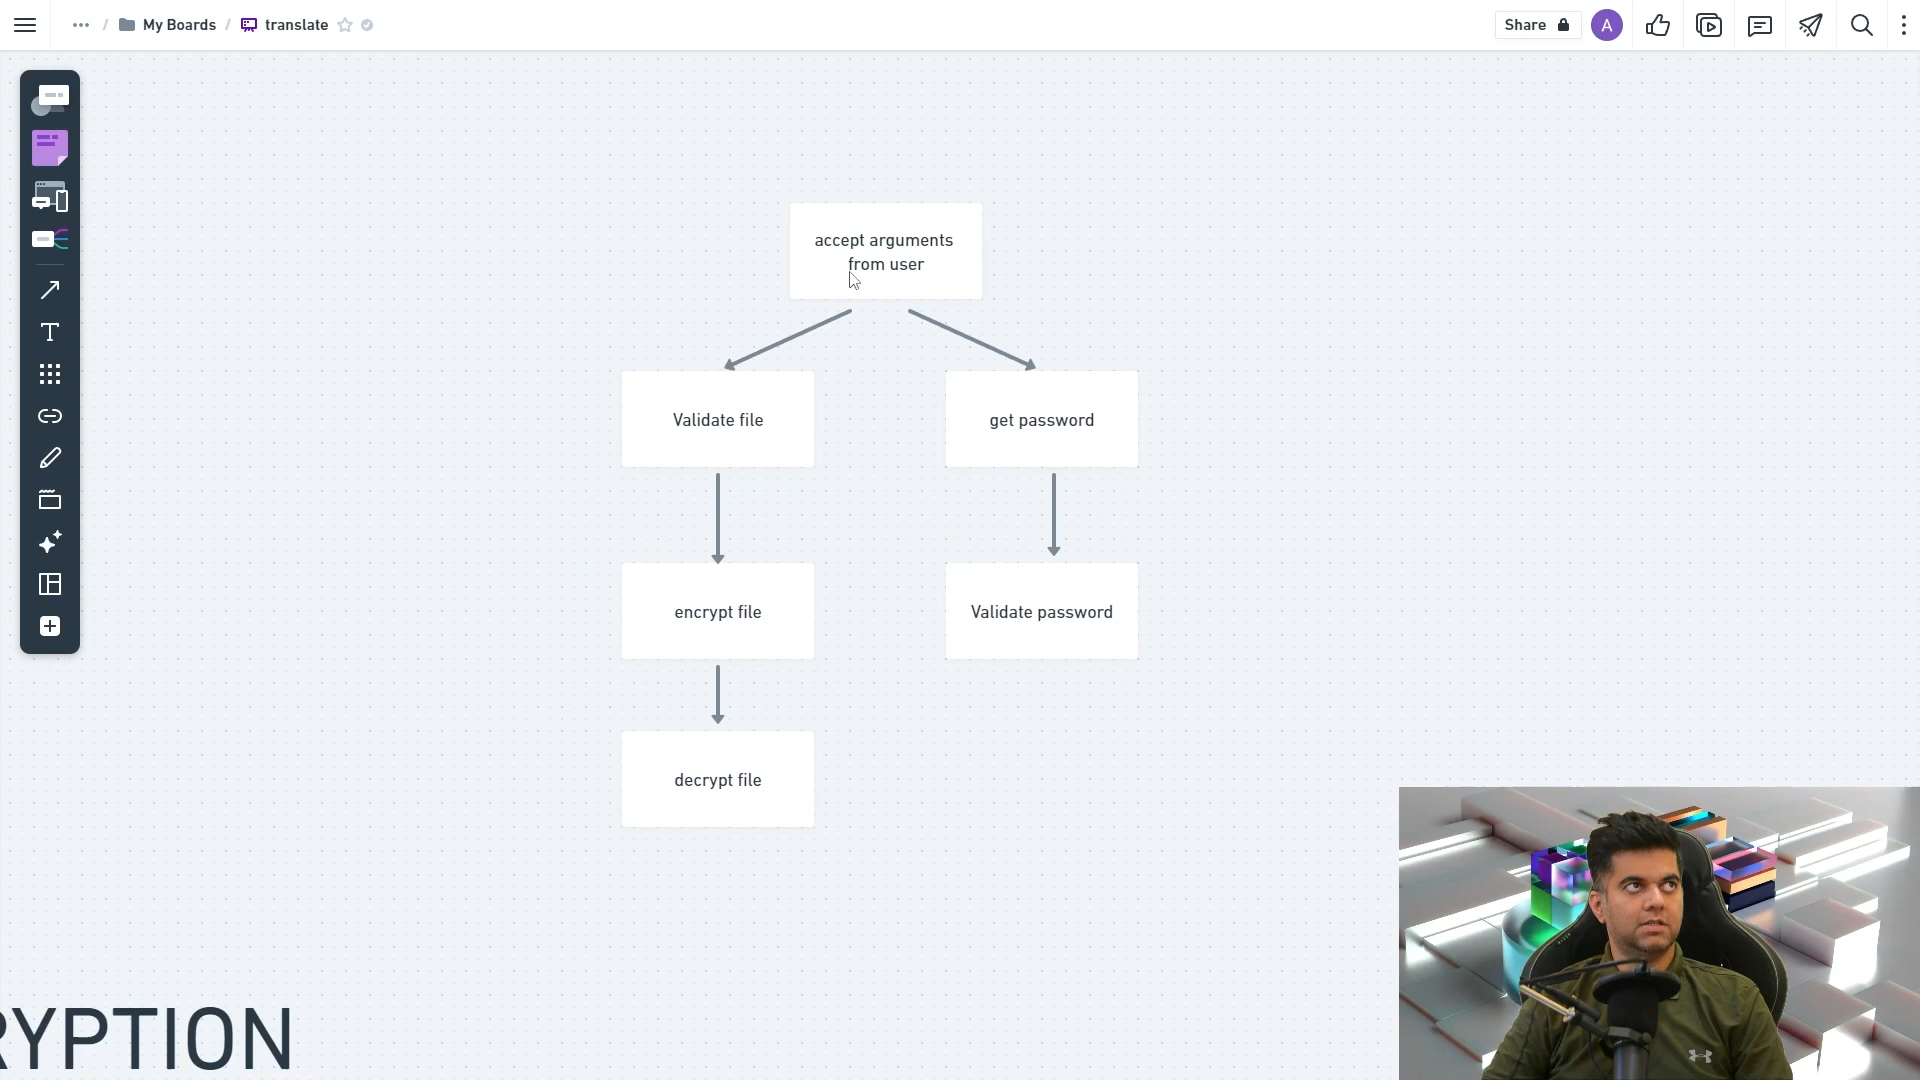 My Boards / translate
Share
A
accept arguments
from user
Validate file
get password
encrypt file
Validate password
decrypt file
RYPTION